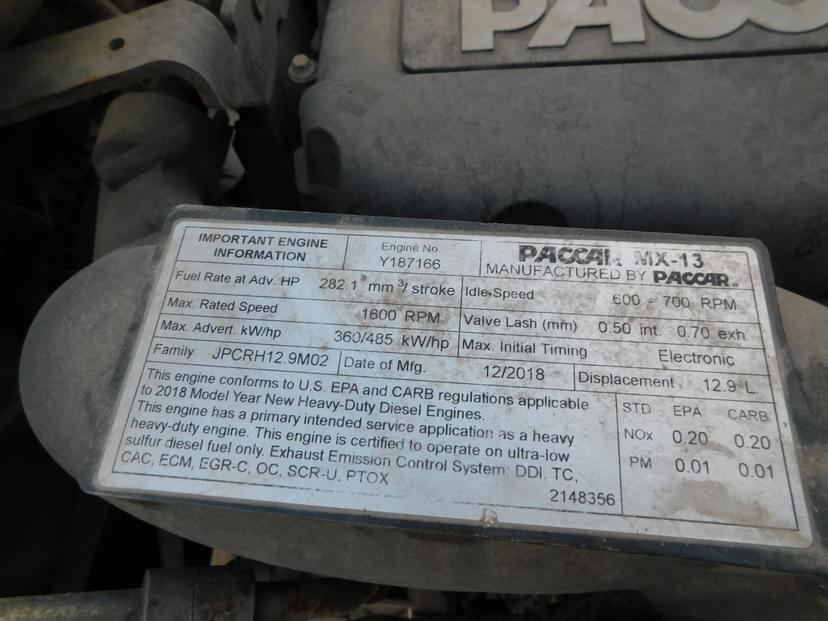 PACC
IMPORTANT ENGINE
INFORMATION
Engine No.
Y187166
PACCAR MX-13
MANUFACTURED BY PACCAR
Fuel Rate at Adv. HP 282.1 mm³/ stroke
Idle Speed 600 - 700 RPM
Max. Rated Speed 1600 RPM
Valve Lash (mm) 0.50 int. 0.70 exh.
Max. Advert. kW/hp 360/485 kW/hp
Max. Initial Timing Electronic
Family JPCRH12.9M02
Date of Mfg. 12/2018
Displacement 12.9 L
This engine conforms to U.S. EPA and CARB regulations applicable
to 2018 Model Year New Heavy-Duty Diesel Engines.
This engine has a primary intended service application as a heavy
heavy-duty engine. This engine is certified to operate on ultra-low
sulfur diesel fuel only. Exhaust Emission Control System: DDI, TC,
CAC, ECM, EGR-C, OC, SCR-U, PTOX
2148356
STD EPA CARB
NOx 0.20 0.20
PM 0.01 0.01